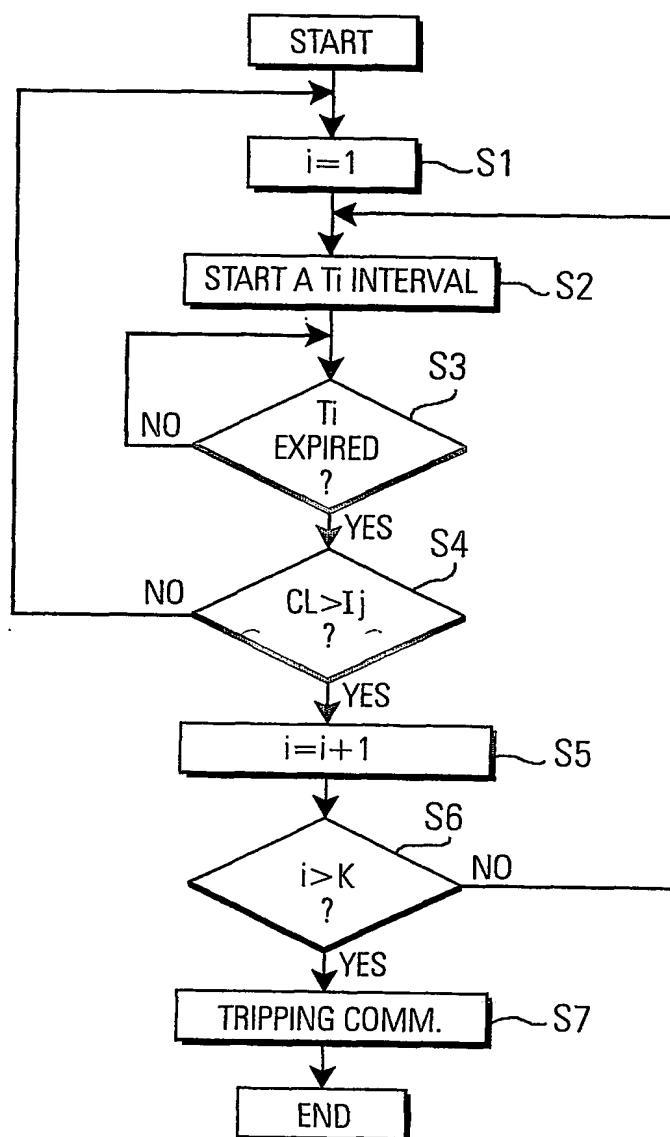 START
i=1
S1
START A Ti INTERVAL
S2
S3
Ti
EXPIRED
?
NO
YES
S4
CL>Ij
?
NO
YES
i=i+1
S5
S6
i>K
?
NO
YES
TRIPPING COMM.
S7
END